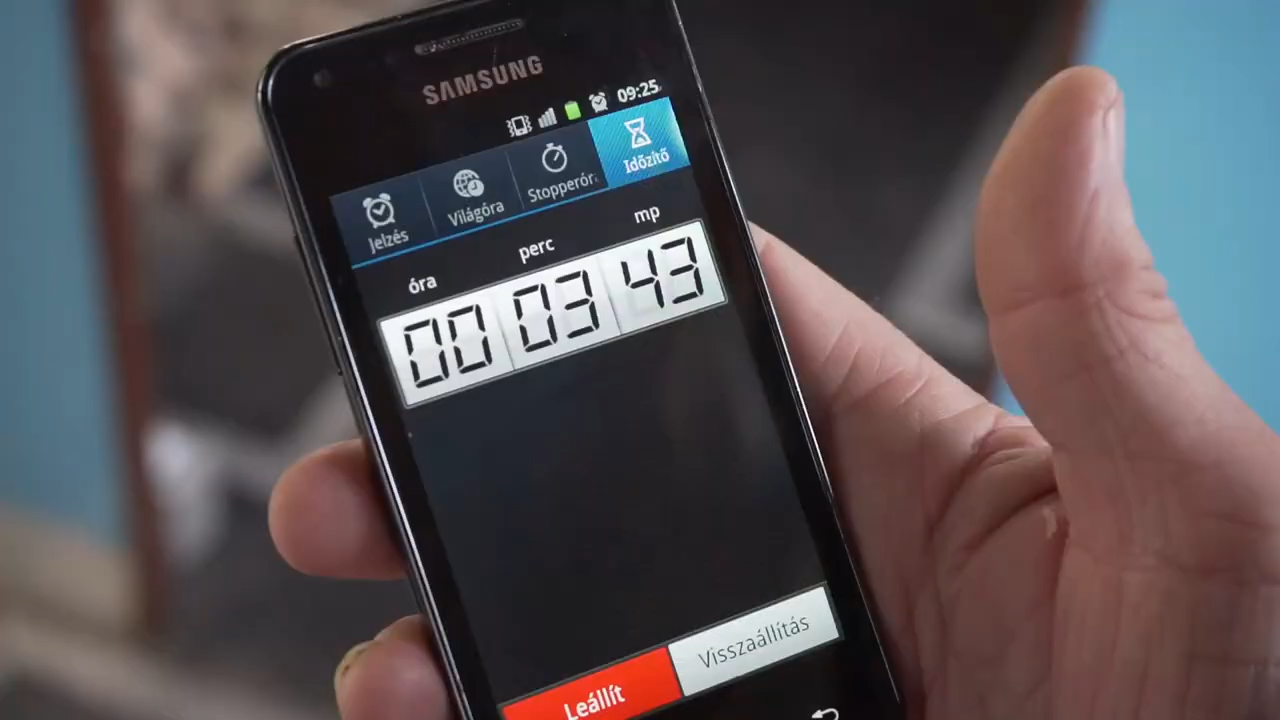 SAMSUNG
09:25
Jelzés Világóra Stopperór Időzítő
óra perc mp
00 03 43
Leállít Visszaállítás